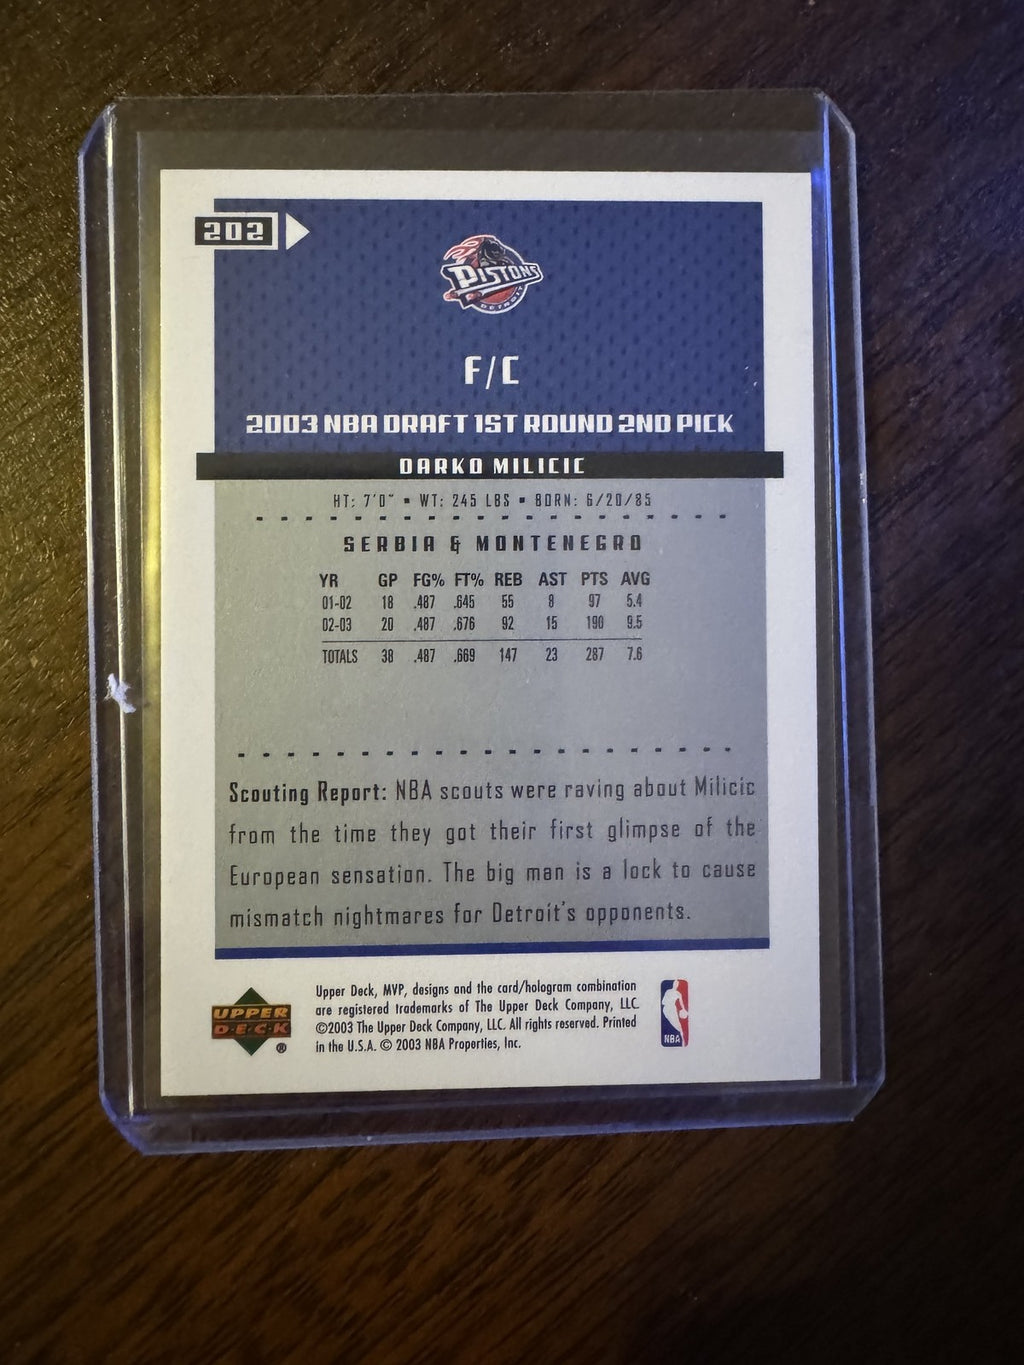 202
PISTONS
DETROIT
F/C
2003 NBA DRAFT 1ST ROUND 2ND PICK
DARKO MILICIC
HT: 7'0" ▪ WT: 245 LBS ▪ BORN: 6/20/85
SERBIA & MONTENEGRO
YR GP FG% FT% REB AST PTS AVG
01-02 18 .487 .645 55 8 97 5.4
02-03 20 .487 .676 92 15 190 9.5
TOTALS 38 .487 .669 147 23 287 7.6
Scouting Report: NBA scouts were raving about Milicic
from the time they got their first glimpse of the
European sensation. The big man is a lock to cause
mismatch nightmares for Detroit's opponents.
UPPER
DECK
®
Upper Deck, MVP, designs and the card/hologram combination
are registered trademarks of The Upper Deck Company, LLC.
©2003 The Upper Deck Company, LLC. All rights reserved. Printed
in the U.S.A. © 2003 NBA Properties, Inc.
NBA